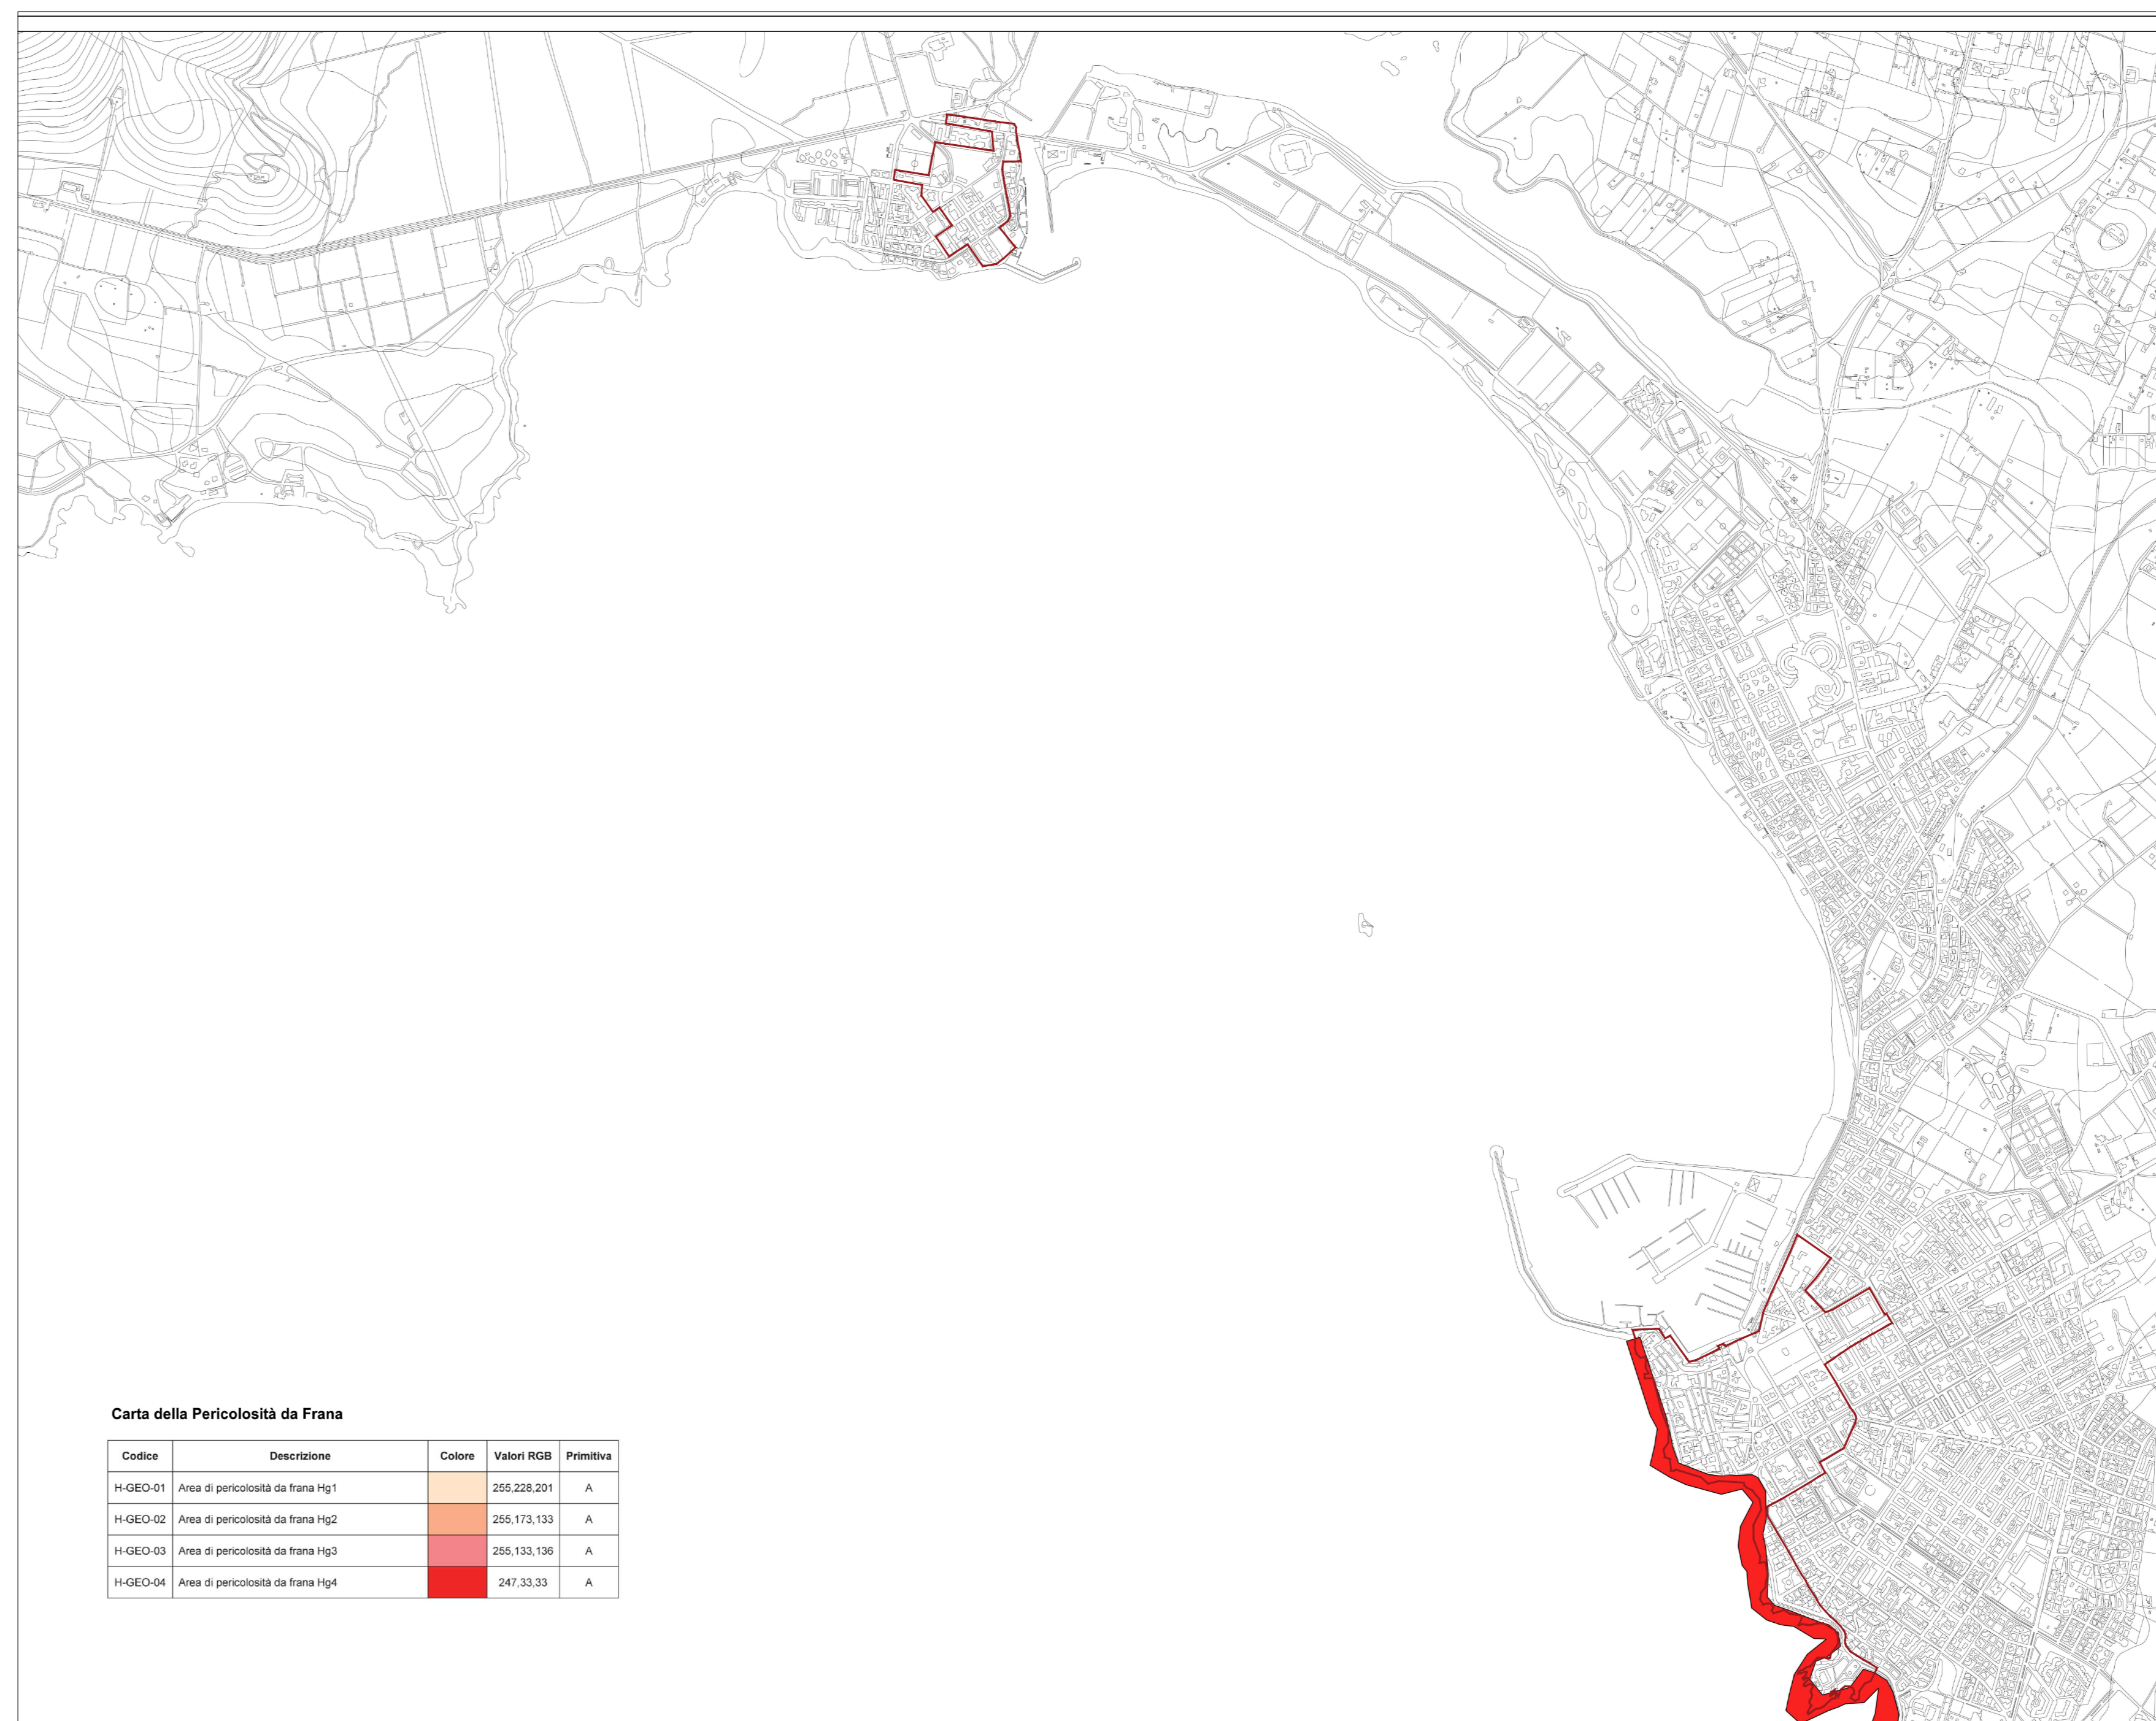 Carta della Pericolosità da Frana
Codice Descrizione Colore Valori RGB Primitiva
H-GEO-01 Area di pericolosità da frana Hg1 255,228,201 A
H-GEO-02 Area di pericolosità da frana Hg2 255,173,133 A
H-GEO-03 Area di pericolosità da frana Hg3 255,133,136 A
H-GEO-04 Area di pericolosità da frana Hg4 247,33,33 A